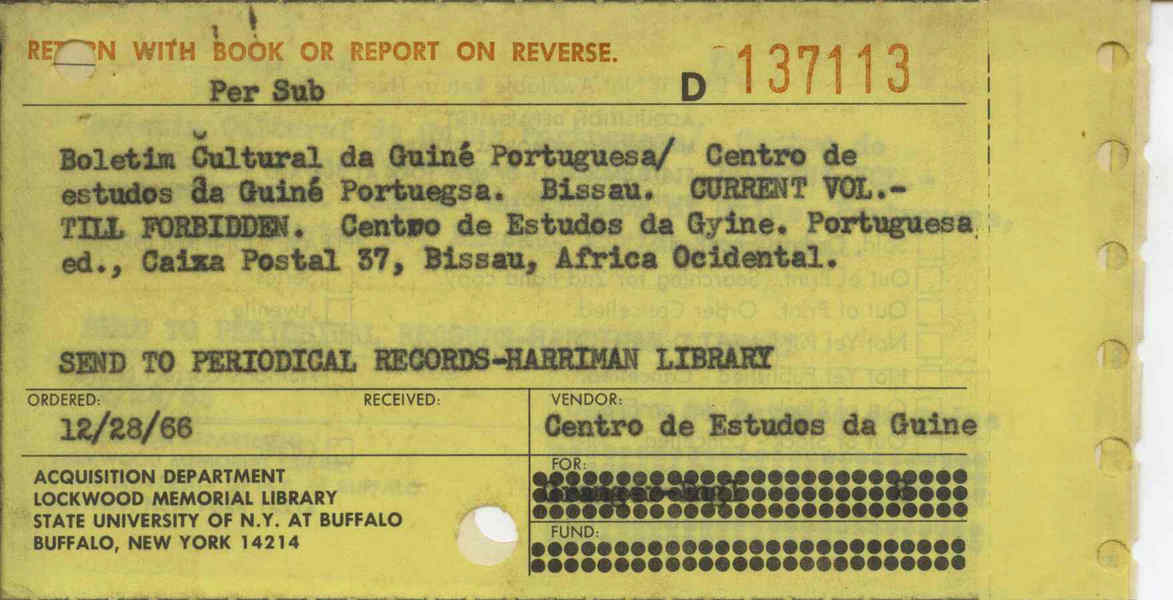 RETURN WITH BOOK OR REPORT ON REVERSE.
Per Sub D 137113
Boletim Cultural da Guiné Portuguesa/ Centro de
estudos da Guiné Portuegsa. Bissau. CURRENT VOL.-
TILL FORBIDDEN. Centro de Estudos da Gyine. Portuguesa
ed., Caixa Postal 37, Bissau, Africa Ocidental.
SEND TO PERIODICAL RECORDS-HARRIMAN LIBRARY
ORDERED: RECEIVED: VENDOR:
12/28/66 Centro de Estudos da Guine
ACQUISITION DEPARTMENT
LOCKWOOD MEMORIAL LIBRARY
STATE UNIVERSITY OF N.Y. AT BUFFALO
BUFFALO, NEW YORK 14214
FOR:
FUND: